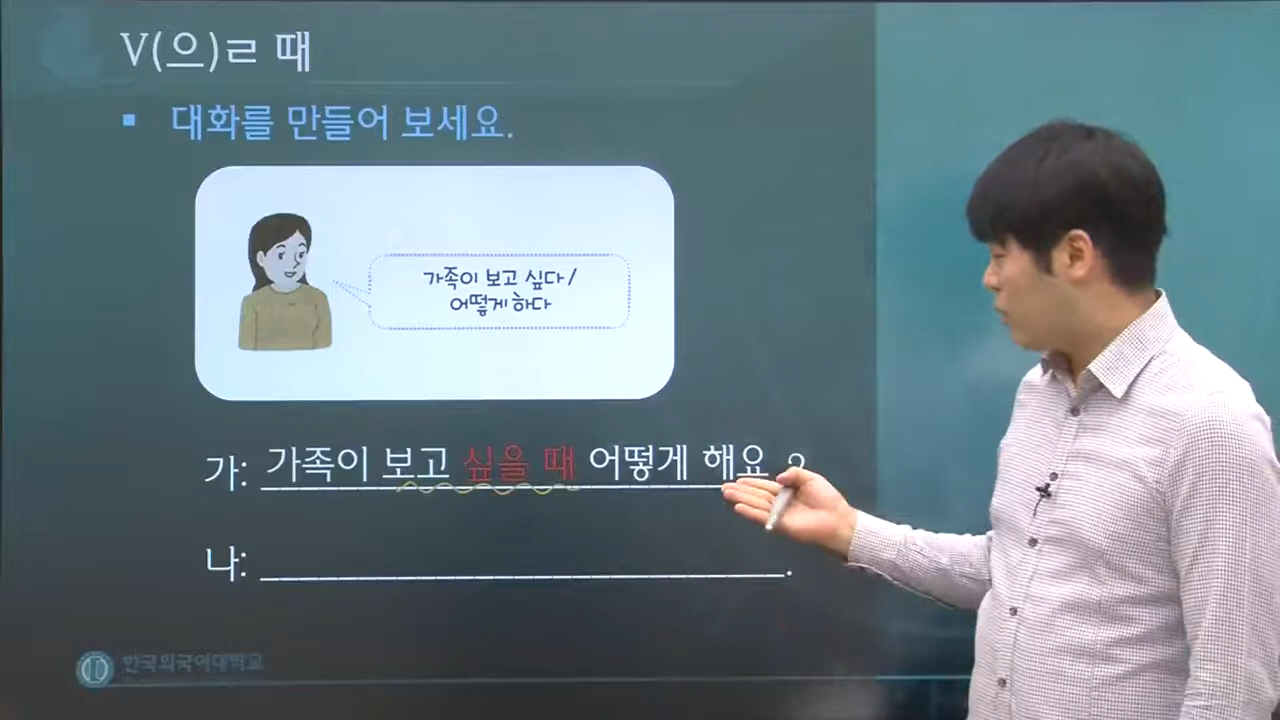 V(으)ㄹ 때
▪ 대화를 만들어 보세요.
가족이 보고 싶다 /
어떻게 하다
가: 가족이 보고 싶을 때 어떻게 해요 ?
나: .
한국외국어대학교